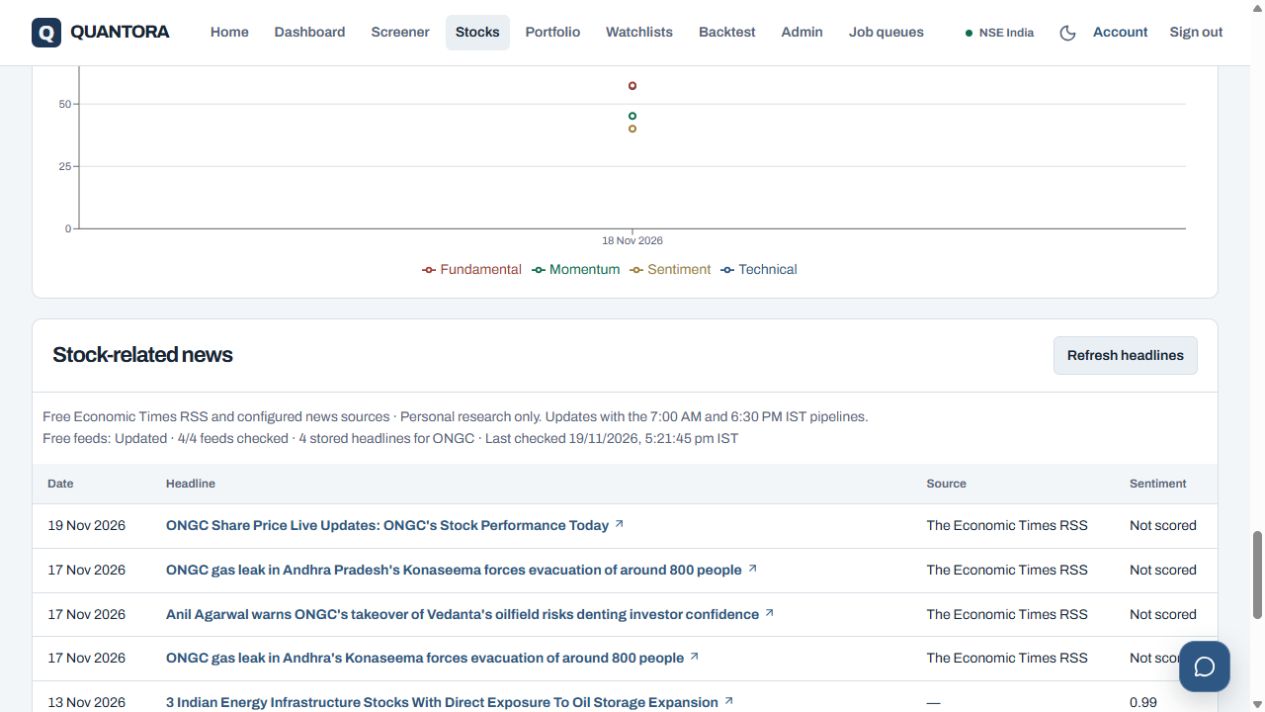 Q QUANTORA Home Dashboard Screener Stocks Portfolio Watchlists Backtest Admin Job queues NSE India Account Sign out
50
25
0
18 Nov 2026
Fundamental Momentum Sentiment Technical
Stock-related news Refresh headlines
Free Economic Times RSS and configured news sources · Personal research only. Updates with the 7:00 AM and 6:30 PM IST pipelines.
Free feeds: Updated · 4/4 feeds checked · 4 stored headlines for ONGC · Last checked 19/11/2026, 5:21:45 pm IST
Date Headline Source Sentiment
19 Nov 2026 ONGC Share Price Live Updates: ONGC's Stock Performance Today ↗ The Economic Times RSS Not scored
17 Nov 2026 ONGC gas leak in Andhra Pradesh's Konaseema forces evacuation of around 800 people ↗ The Economic Times RSS Not scored
17 Nov 2026 Anil Agarwal warns ONGC's takeover of Vedanta's oilfield risks denting investor confidence ↗ The Economic Times RSS Not scored
17 Nov 2026 ONGC gas leak in Andhra's Konaseema forces evacuation of around 800 people ↗ The Economic Times RSS Not sco
13 Nov 2026 3 Indian Energy Infrastructure Stocks With Direct Exposure To Oil Storage Expansion ↗ — 0.99